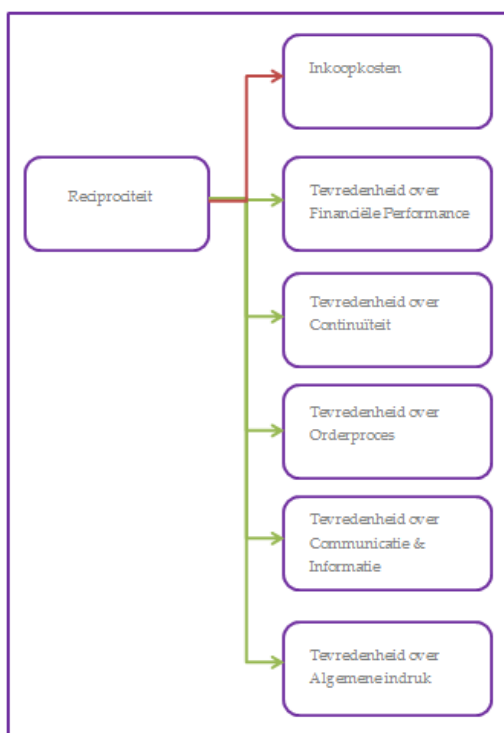 Inkoopkosten
Reciprociteit
Tevredenheid over
Financiële Performance
Tevredenheid over
Continuïteit
Tevredenheid over
Orderproces
Tevredenheid over
Communicatie &
Informatie
Tevredenheid over
Algemene indruk